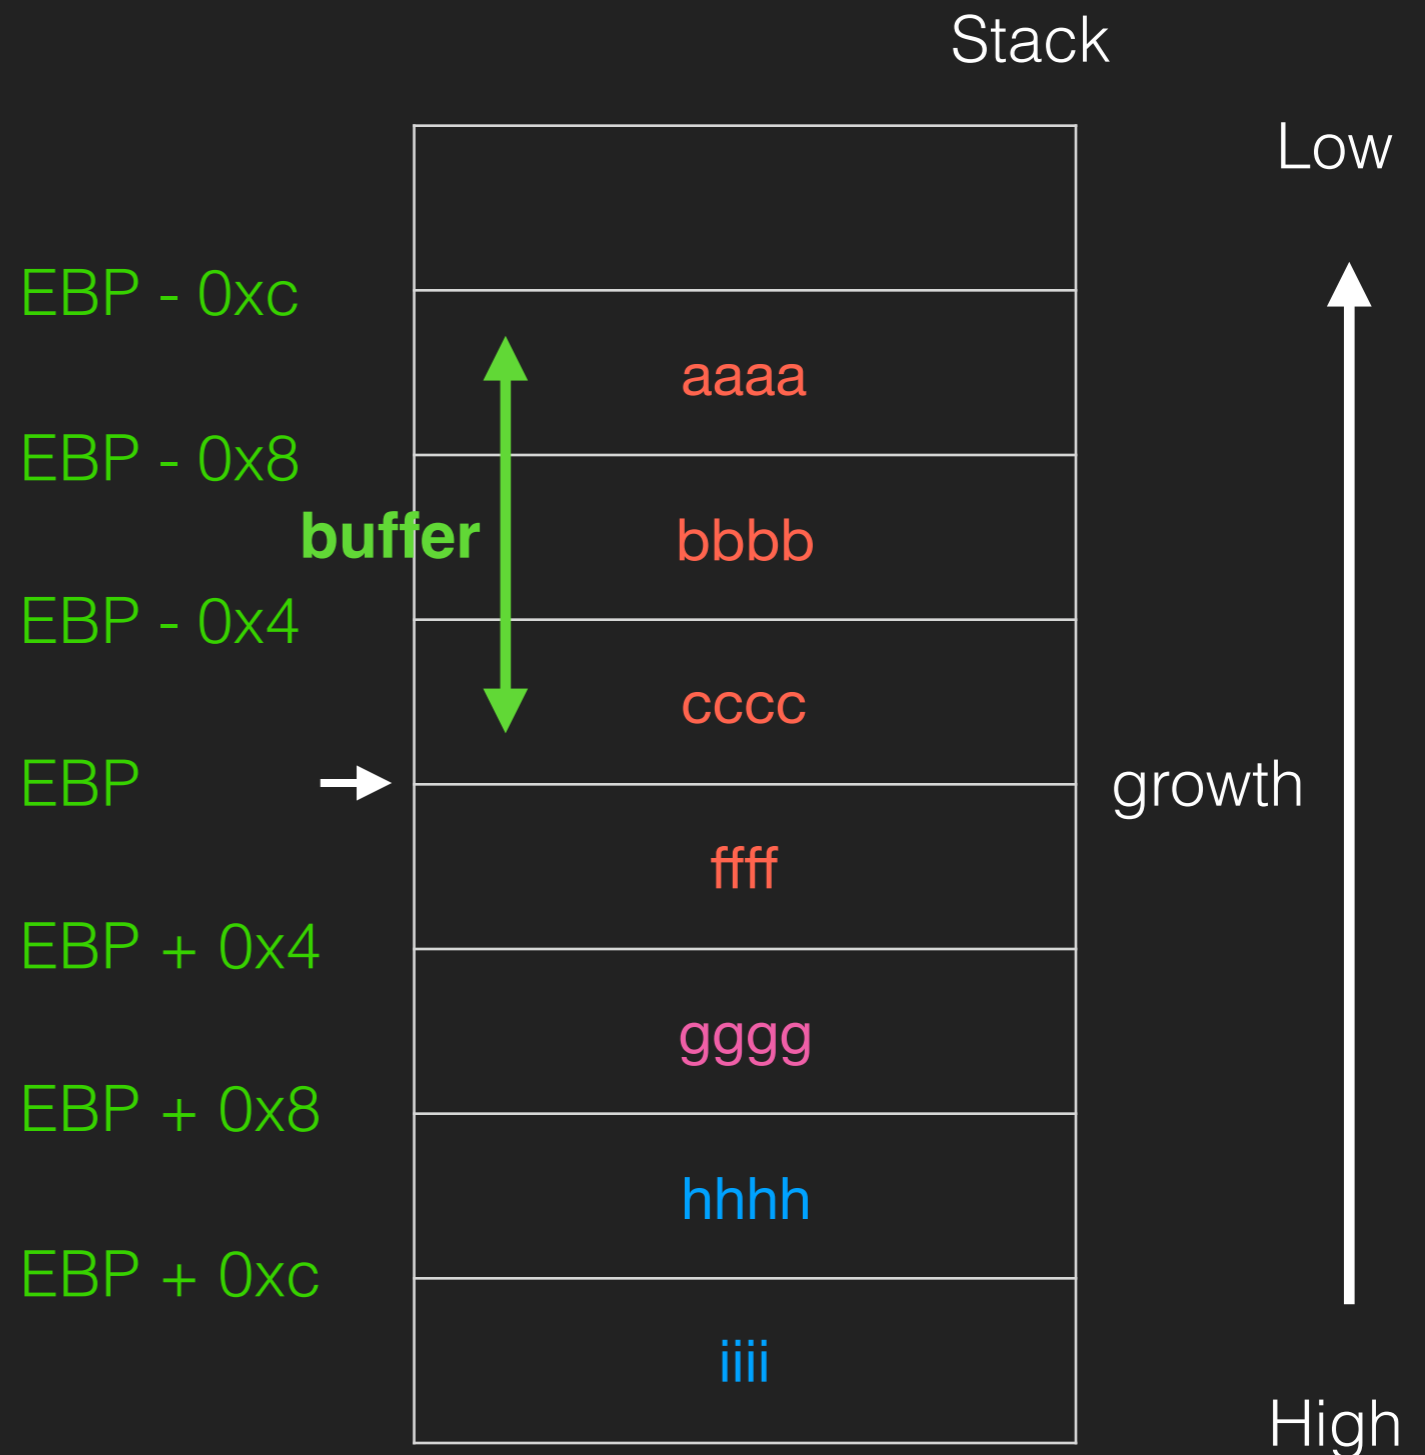 Stack
Low
EBP - 0xc
aaaa
EBP - 0x8
buffer
bbbb
EBP - 0x4
cccc
EBP
growth
ffff
EBP + 0x4
gggg
EBP + 0x8
hhhh
EBP + 0xc
iiii
High